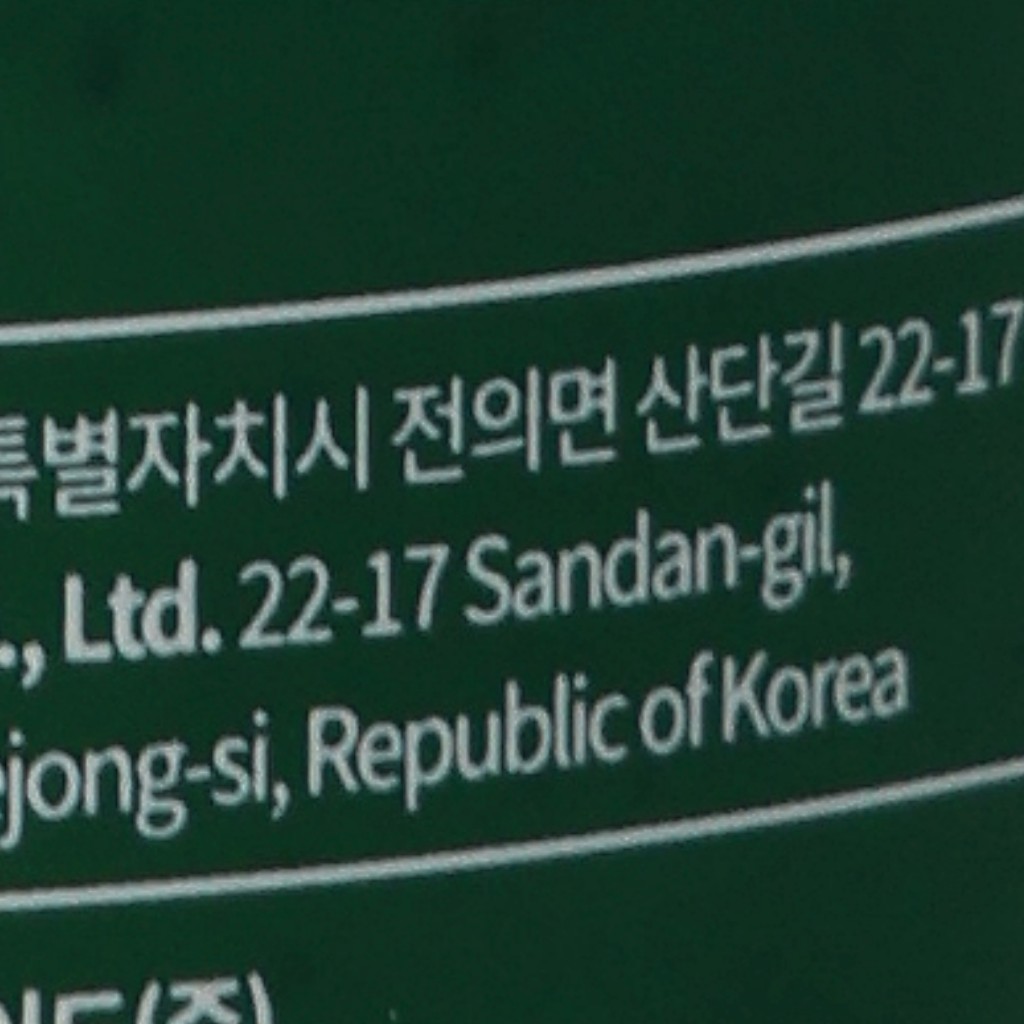 특별자치시 전의면 산단길 22-17
., Ltd. 22-17 Sandan-gil,
ejong-si, Republic of Korea
(주)